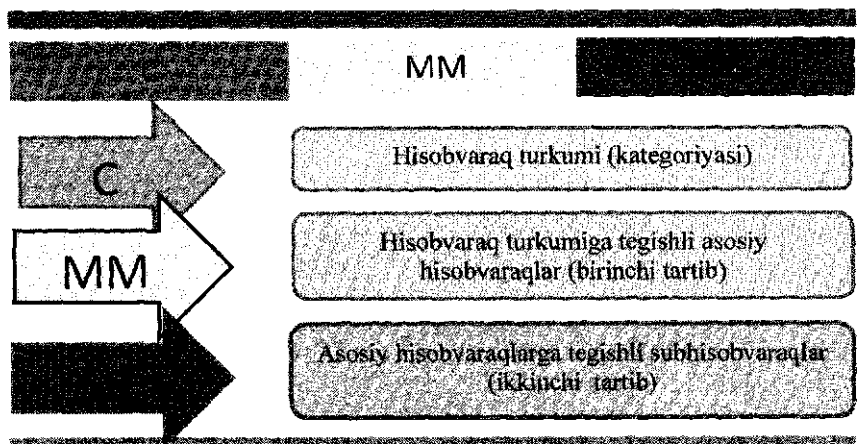 MM
C
Hisobvaraq turkumi (kategoriyasi)
MM
Hisobvaraq turkumiga tegishli asosiy
hisobvaraqlar (birinchi tartib)
Asosiy hisobvaraqlarga tegishli subhisobvaraqlar
(ikkinchi tartib)